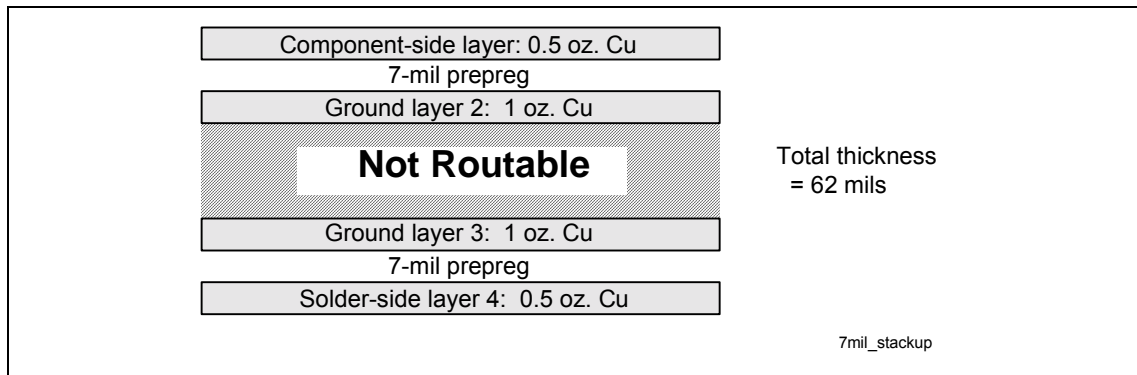 Component-side layer: 0.5 oz. Cu
7-mil prepreg
Ground layer 2:  1 oz. Cu
Not Routable
Total thickness
= 62 mils
Ground layer 3:  1 oz. Cu
7-mil prepreg
Solder-side layer 4:  0.5 oz. Cu
7mil_stackup